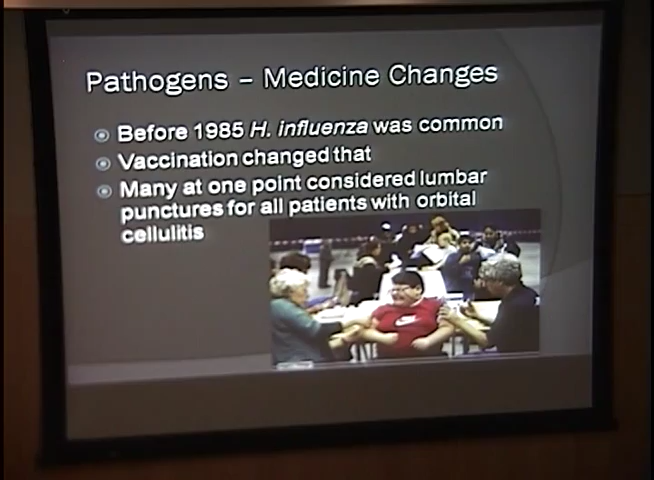 Pathogens – Medicine Changes
Before 1985 H. influenza was common
Vaccination changed that
Many at one point considered lumbar
punctures for all patients with orbital
cellulitis